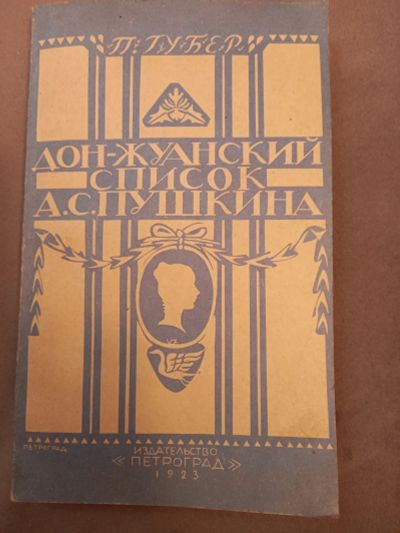 П. ГУБЕР
ДОН-ЖУАНСКИЙ
СПИСОК
А.С.ПУШКИНА
ПЕТРОГРАД
ИЗДАТЕЛЬСТВО
«ПЕТРОГРАД»
1923